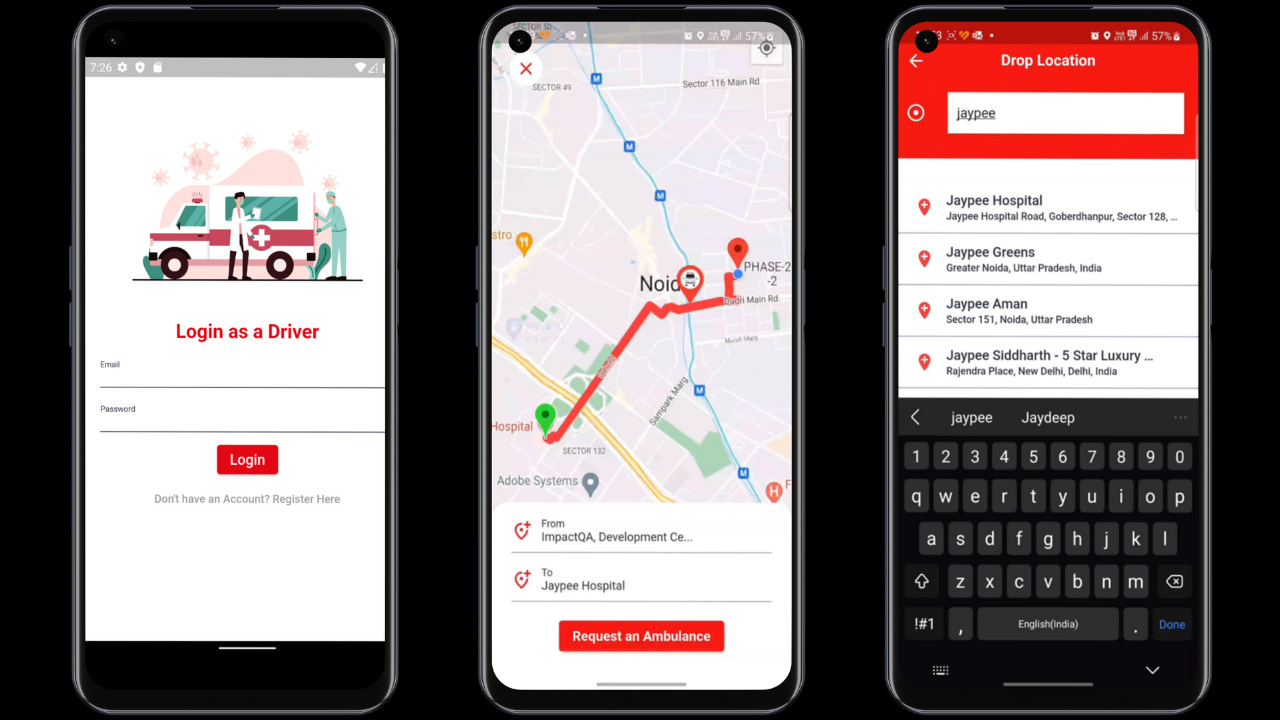 7:26
Login as a Driver
Email
Password
Login
Don't have an Account? Register Here
SECTOR 50
57%
SECTOR 49
Sector 116 Main Rd
M
M
M
stro
Noid
PHASE-2
-2
Dadri Main Rd
Hospital
SECTOR 132
Sampark Marg
M
Adobe Systems
M
H
F
From
ImpactQA, Development Ce...
To
Jaypee Hospital
Request an Ambulance
57%
Drop Location
jaypee
Jaypee Hospital
Jaypee Hospital Road, Goberdhanpur, Sector 128, ...
Jaypee Greens
Greater Noida, Uttar Pradesh, India
Jaypee Aman
Sector 151, Noida, Uttar Pradesh
Jaypee Siddharth - 5 Star Luxury ...
Rajendra Place, New Delhi, Delhi, India
jaypee Jaydeep ...
1 2 3 4 5 6 7 8 9 0
q w e r t y u i o p
a s d f g h j k l
z x c v b n m
!#1 , English(India) . Done